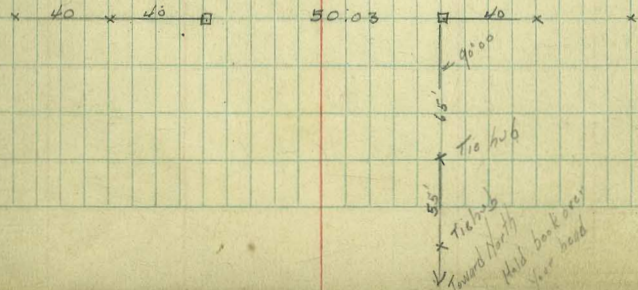 40 40 50.03 40
90°00
65'
Tie hub
55'
Tie hub
Toward North
Hold book over
Your head